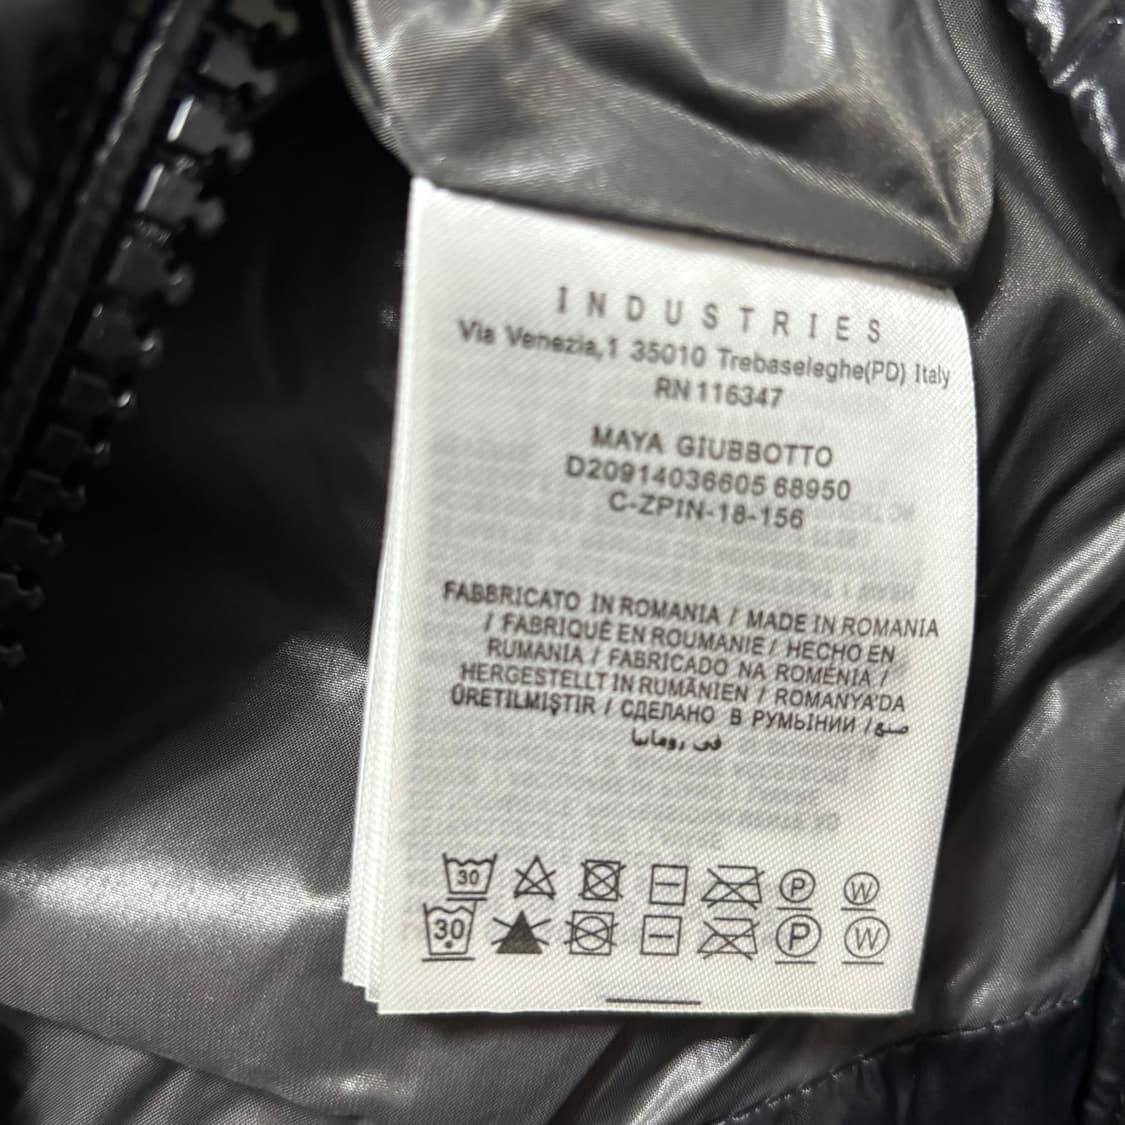 INDUSTRIES
Via Venezia,1 35010 Trebaseleghe(PD) Italy
RN 116347
MAYA GIUBBOTTO
D20914036605 68950
C-ZPIN-18-156
FABBRICATO IN ROMANIA / MADE IN ROMANIA
/ FABRIQUÉ EN ROUMANIE / HECHO EN
RUMANIA / FABRICADO NA ROMÉNIA /
HERGESTELLT IN RUMÄNIEN / ROMANYA'DA
ÜRETILMIŞTIR / СДЕЛАНО В РУМЫНИИ / صنع
في رومانيا
30 P W
30 P W